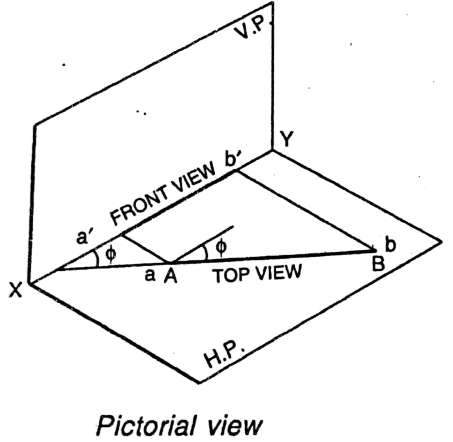 V.P.
Y
b′
FRONT VIEW
a′
ϕ
ϕ
b
B
a A
TOP VIEW
X
H.P.
Pictorial view